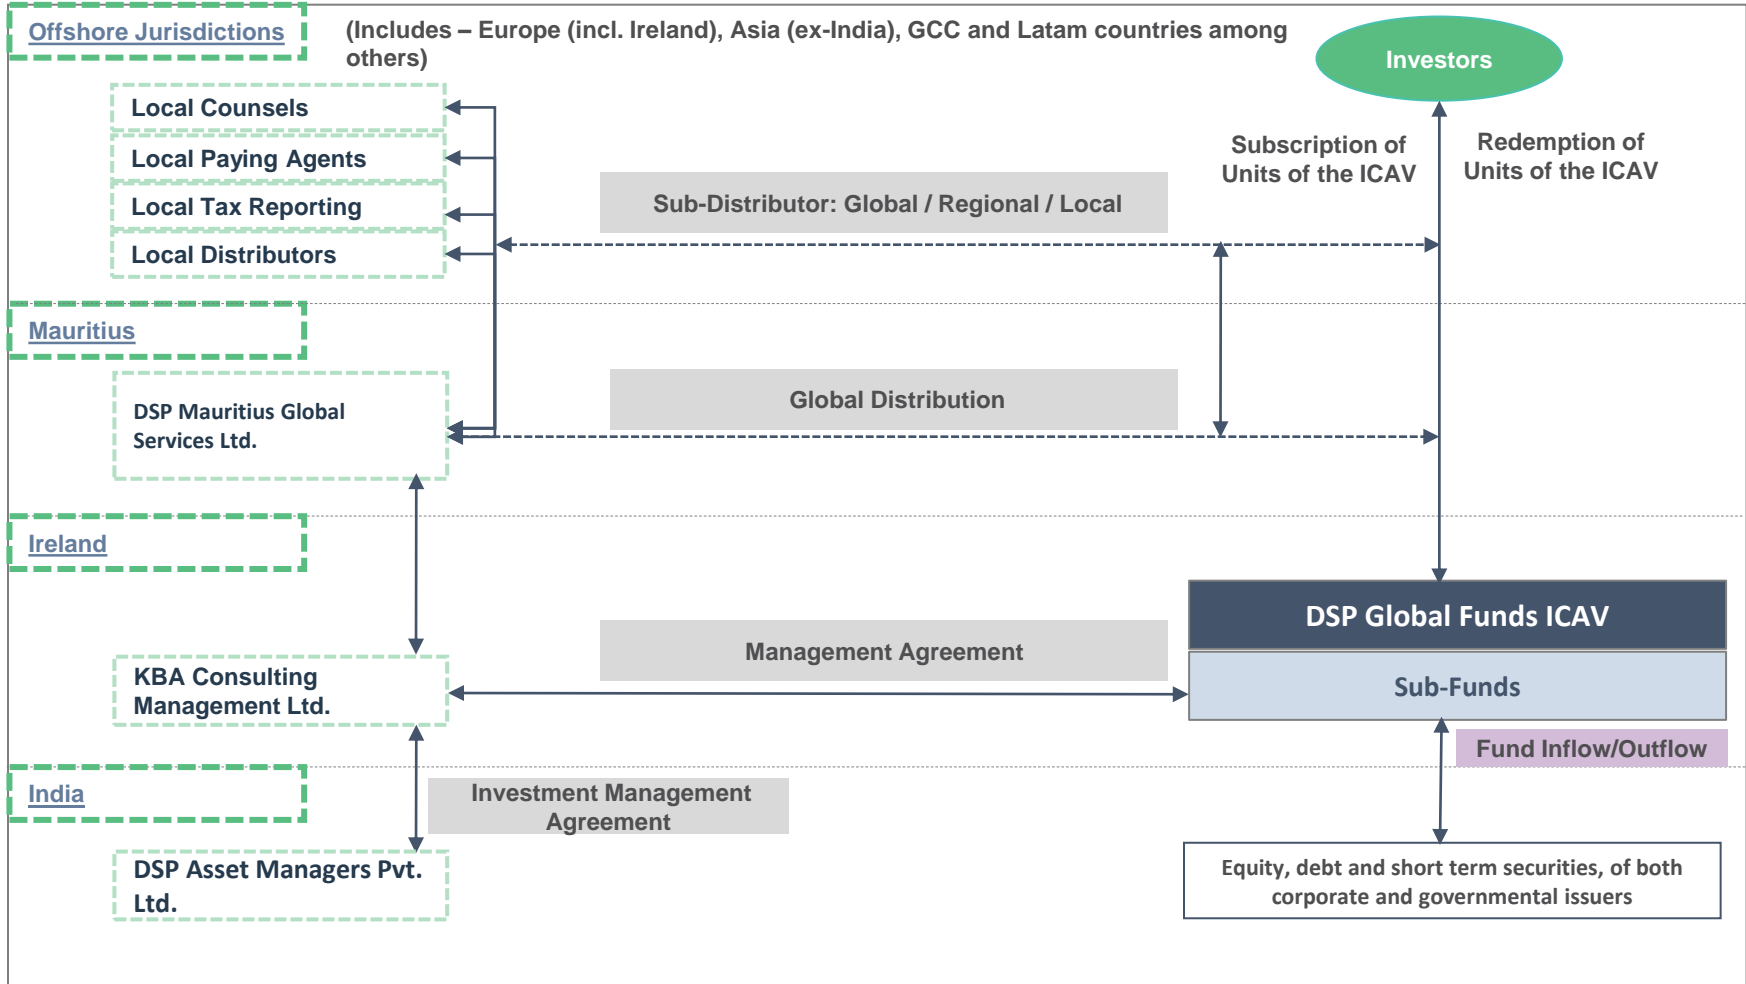 Offshore Jurisdictions
(Includes – Europe (incl. Ireland), Asia (ex-India), GCC and Latam countries among
others)
Investors
Local Counsels
Local Paying Agents
Local Tax Reporting
Local Distributors
Sub-Distributor: Global / Regional / Local
Subscription of
Units of the ICAV
Redemption of
Units of the ICAV
Mauritius
DSP Mauritius Global
Services Ltd.
Global Distribution
Ireland
DSP Global Funds ICAV
Sub-Funds
KBA Consulting
Management Ltd.
Management Agreement
Fund Inflow/Outflow
India
Investment Management
Agreement
DSP Asset Managers Pvt.
Ltd.
Equity, debt and short term securities, of both
corporate and governmental issuers